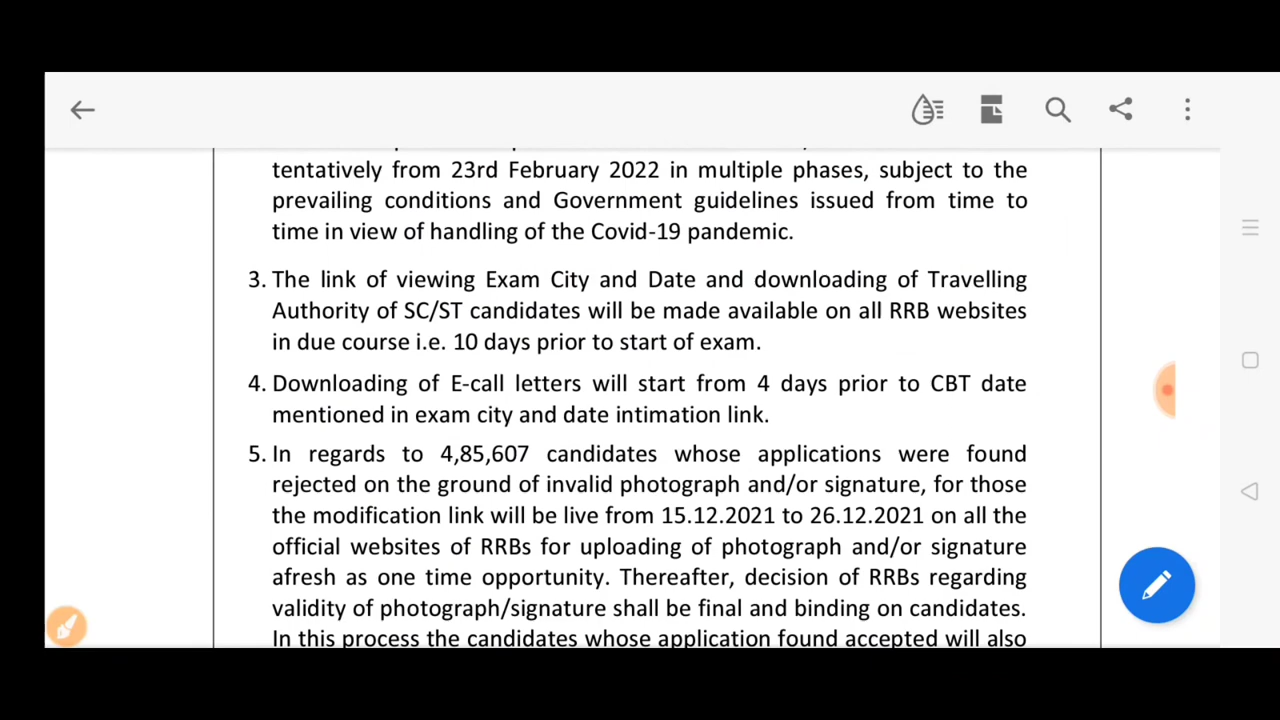 tentatively from 23rd February 2022 in multiple phases, subject to the
prevailing conditions and Government guidelines issued from time to
time in view of handling of the Covid-19 pandemic.
3. The link of viewing Exam City and Date and downloading of Travelling
Authority of SC/ST candidates will be made available on all RRB websites
in due course i.e. 10 days prior to start of exam.
4. Downloading of E-call letters will start from 4 days prior to CBT date
mentioned in exam city and date intimation link.
5. In regards to 4,85,607 candidates whose applications were found
rejected on the ground of invalid photograph and/or signature, for those
the modification link will be live from 15.12.2021 to 26.12.2021 on all the
official websites of RRBs for uploading of photograph and/or signature
afresh as one time opportunity. Thereafter, decision of RRBs regarding
validity of photograph/signature shall be final and binding on candidates.
In this process the candidates whose application found accepted will also